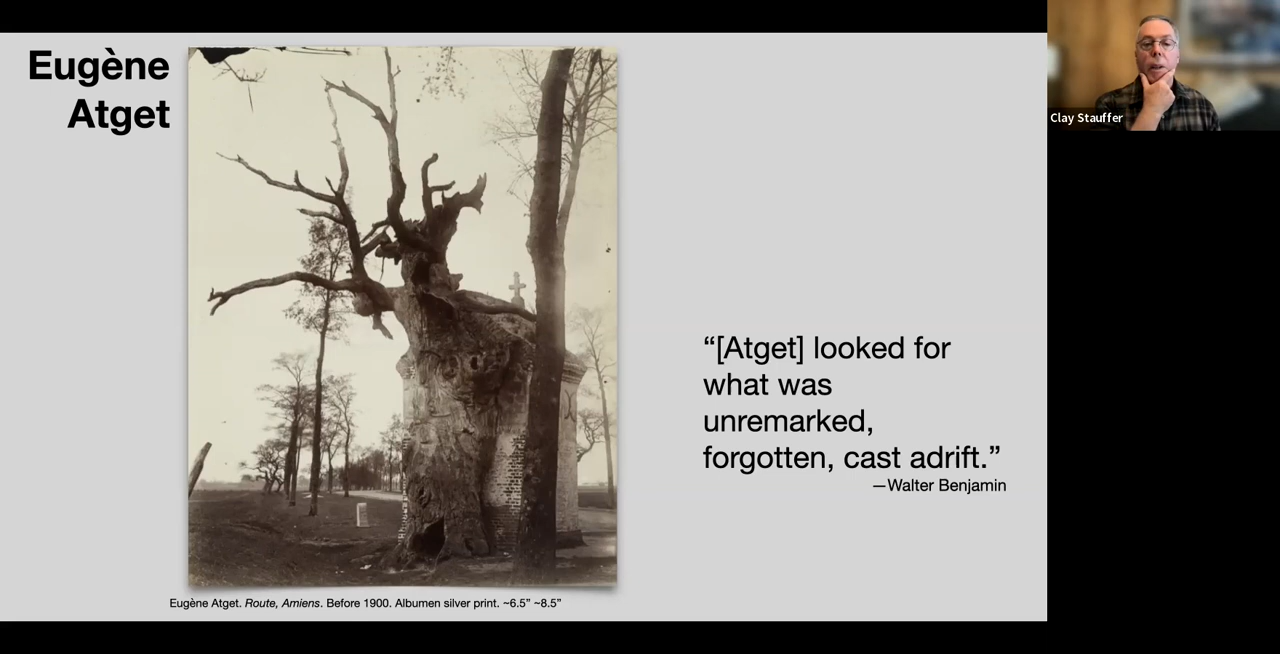 Eugène
Atget
“[Atget] looked for
what was
unremarked,
forgotten, cast adrift.”
—Walter Benjamin
Eugène Atget. Route, Amiens. Before 1900. Albumen silver print. ~6.5” ~8.5”
Clay Stauffer